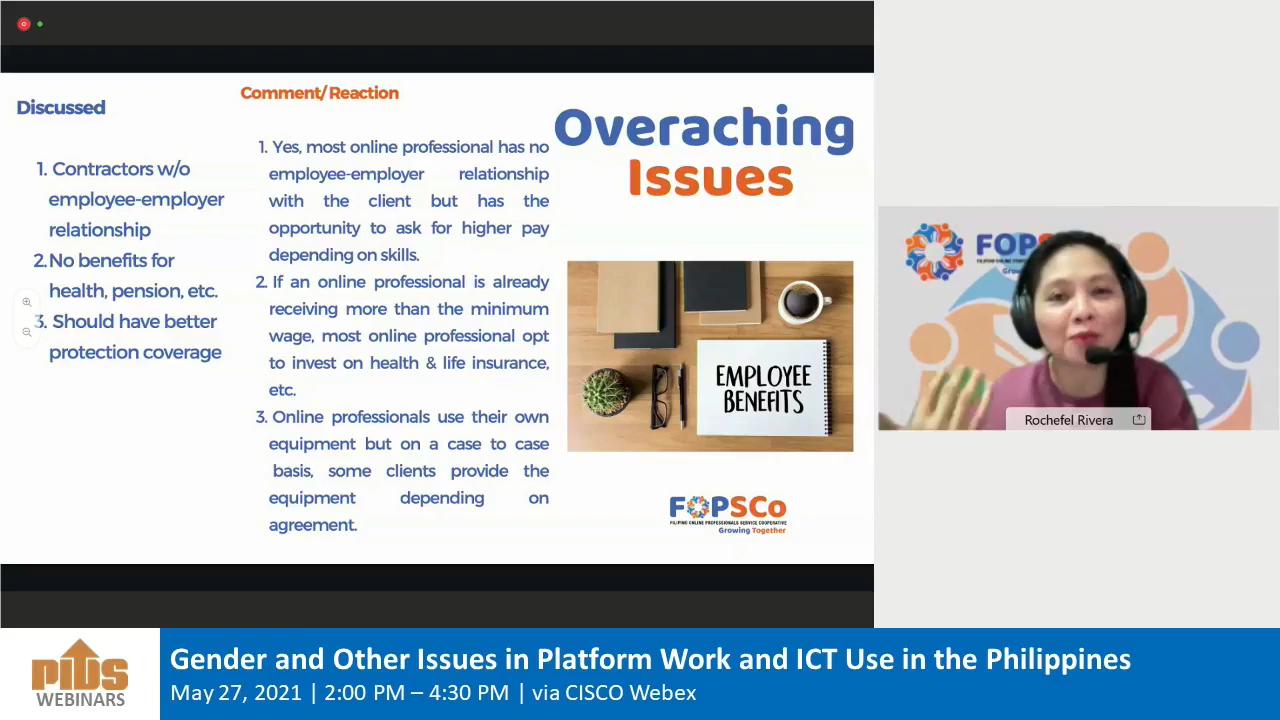 Discussed
1. Contractors w/o
employee-employer
relationship
2. No benefits for
health, pension, etc.
3. Should have better
protection coverage
Comment/ Reaction
1. Yes, most online professional has no
employee-employer relationship
with the client but has the
opportunity to ask for higher pay
depending on skills.
2. If an online professional is already
receiving more than the minimum
wage, most online professional opt
to invest on health & life insurance,
etc.
3. Online professionals use their own
equipment but on a case to case
basis, some clients provide the
equipment depending on
agreement.
Overaching
Issues
EMPLOYEE
BENEFITS
FOPSCo
FILIPINO ONLINE PROFESSIONALS SERVICE COOPERATIVE
Growing Together
FOPSCo
Rochefel Rivera
PIDS
WEBINARS
Gender and Other Issues in Platform Work and ICT Use in the Philippines
May 27, 2021 | 2:00 PM – 4:30 PM | via CISCO Webex